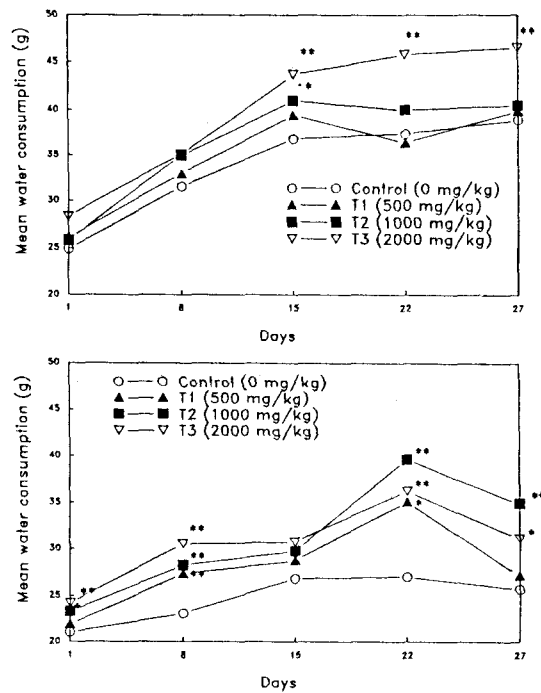 50
**
**
**
45
**
40
35
30
25
20
Mean water consumption (g)
Control (0 mg/kg)
T1 (500 mg/kg)
T2 (1000 mg/kg)
T3 (2000 mg/kg)
1 8 15 22 27
Days
50
45
40
35
30
25
20
Mean water consumption (g)
Control (0 mg/kg)
T1 (500 mg/kg)
T2 (1000 mg/kg)
T3 (2000 mg/kg)
**
**
**
*
**
*
**
**
**
*
1 8 15 22 27
Days